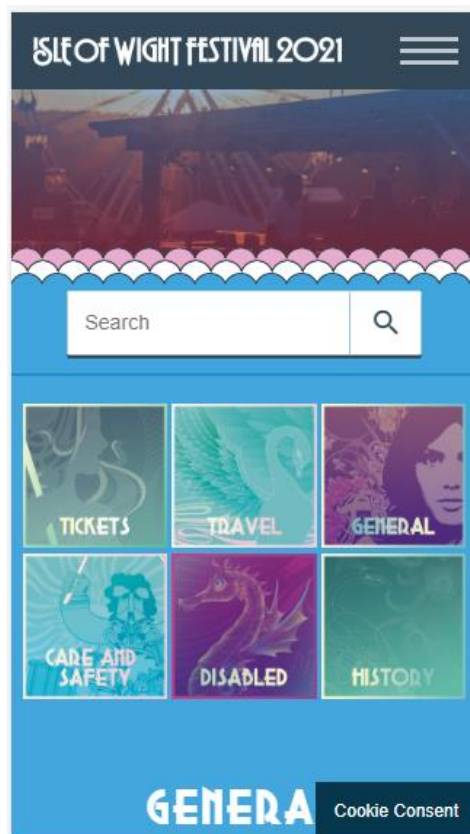 ISLE OF WIGHT FESTIVAL 2021
Search
TICKETS
TRAVEL
GENERAL
CARE AND
SAFETY
DISABLED
HISTORY
GENERA
Cookie Consent